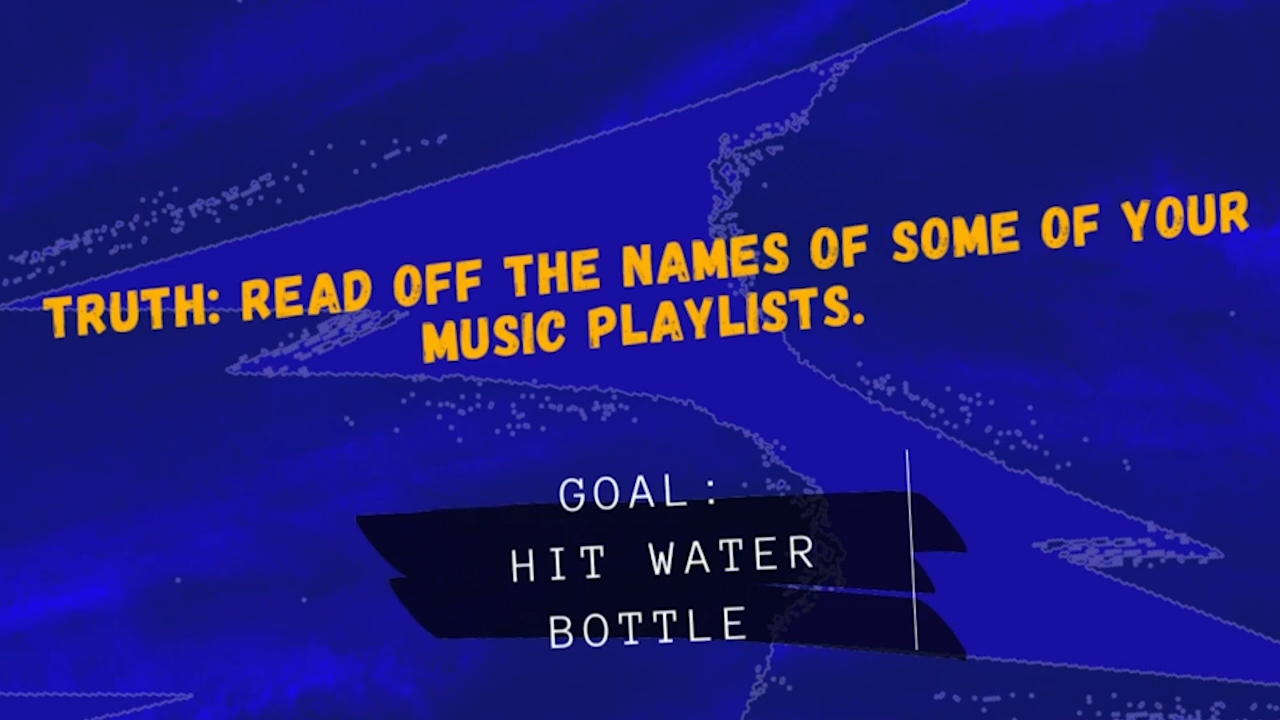 TRUTH: READ OFF THE NAMES OF SOME OF YOUR
MUSIC PLAYLISTS.
GOAL:
HIT WATER
BOTTLE